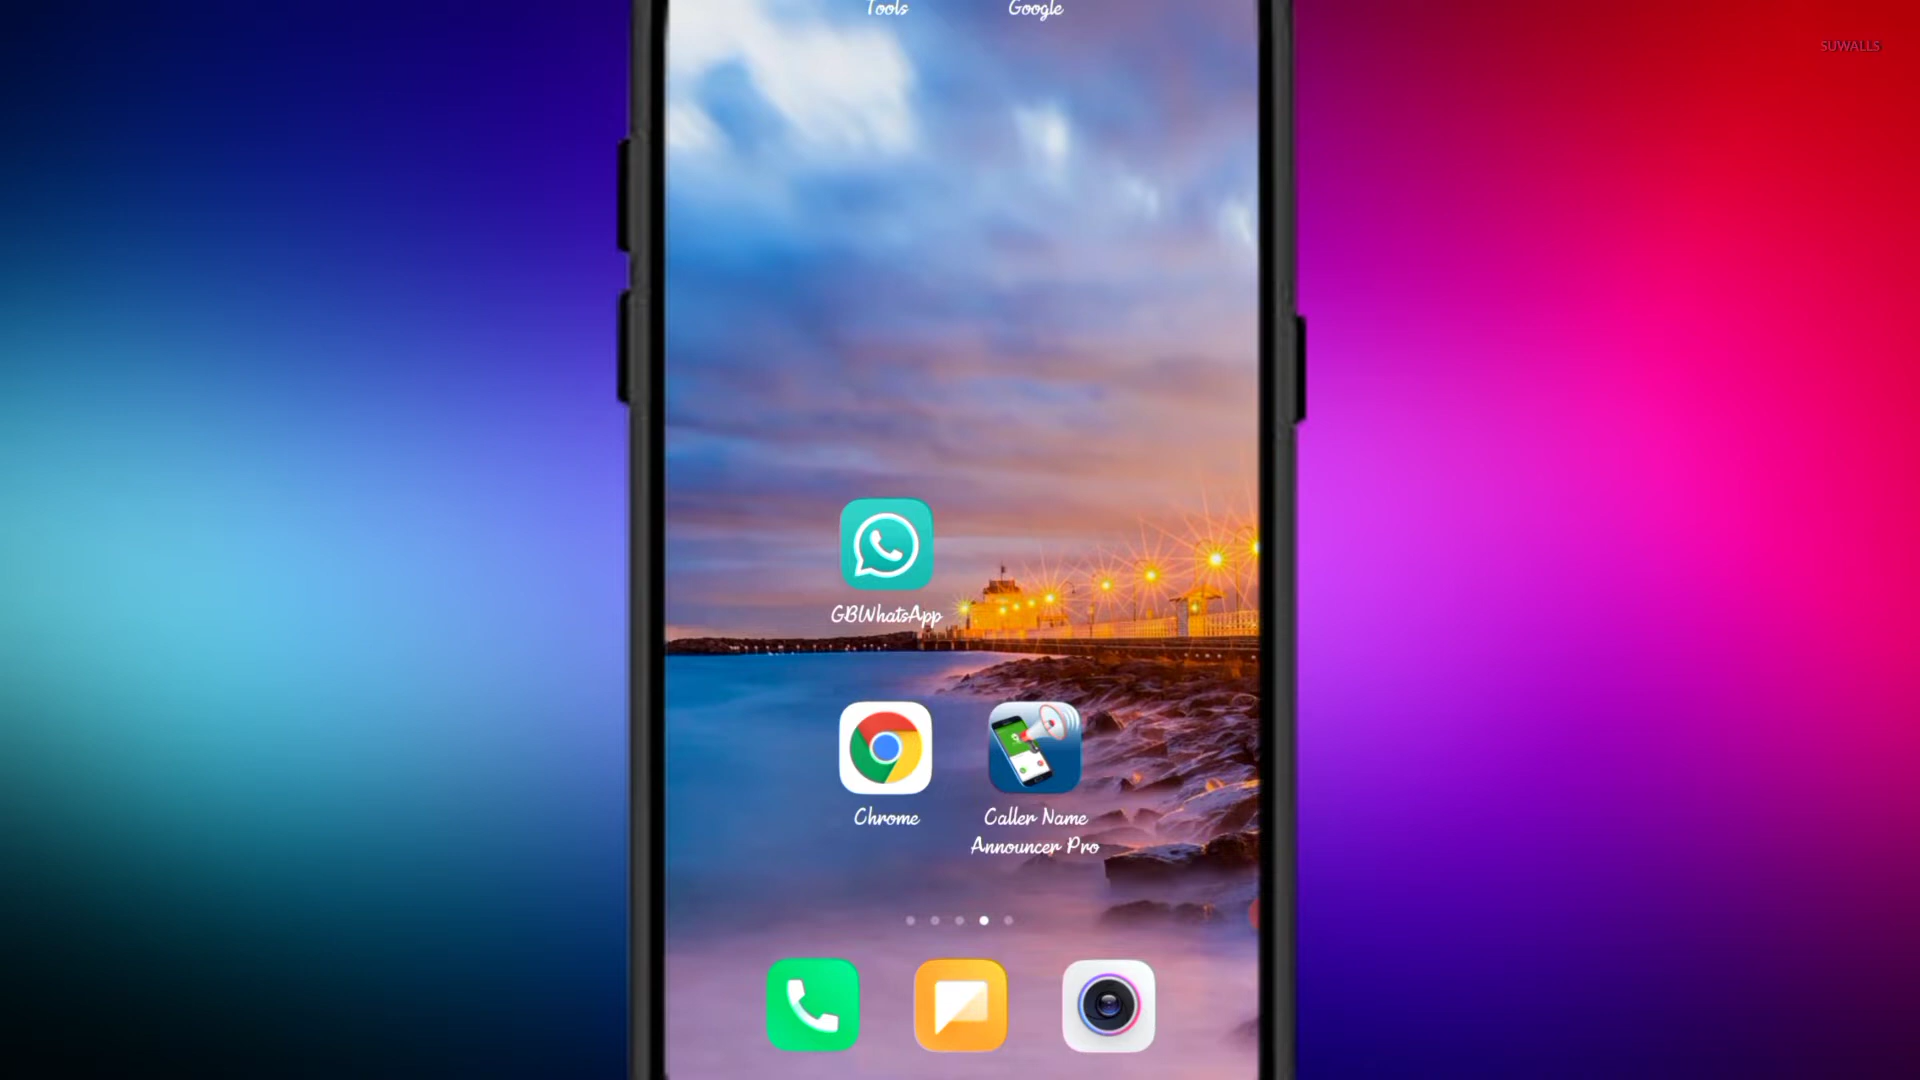 Tools
Google
SUWALLS
GBWhatsApp
Chrome
Caller Name
Announcer Pro